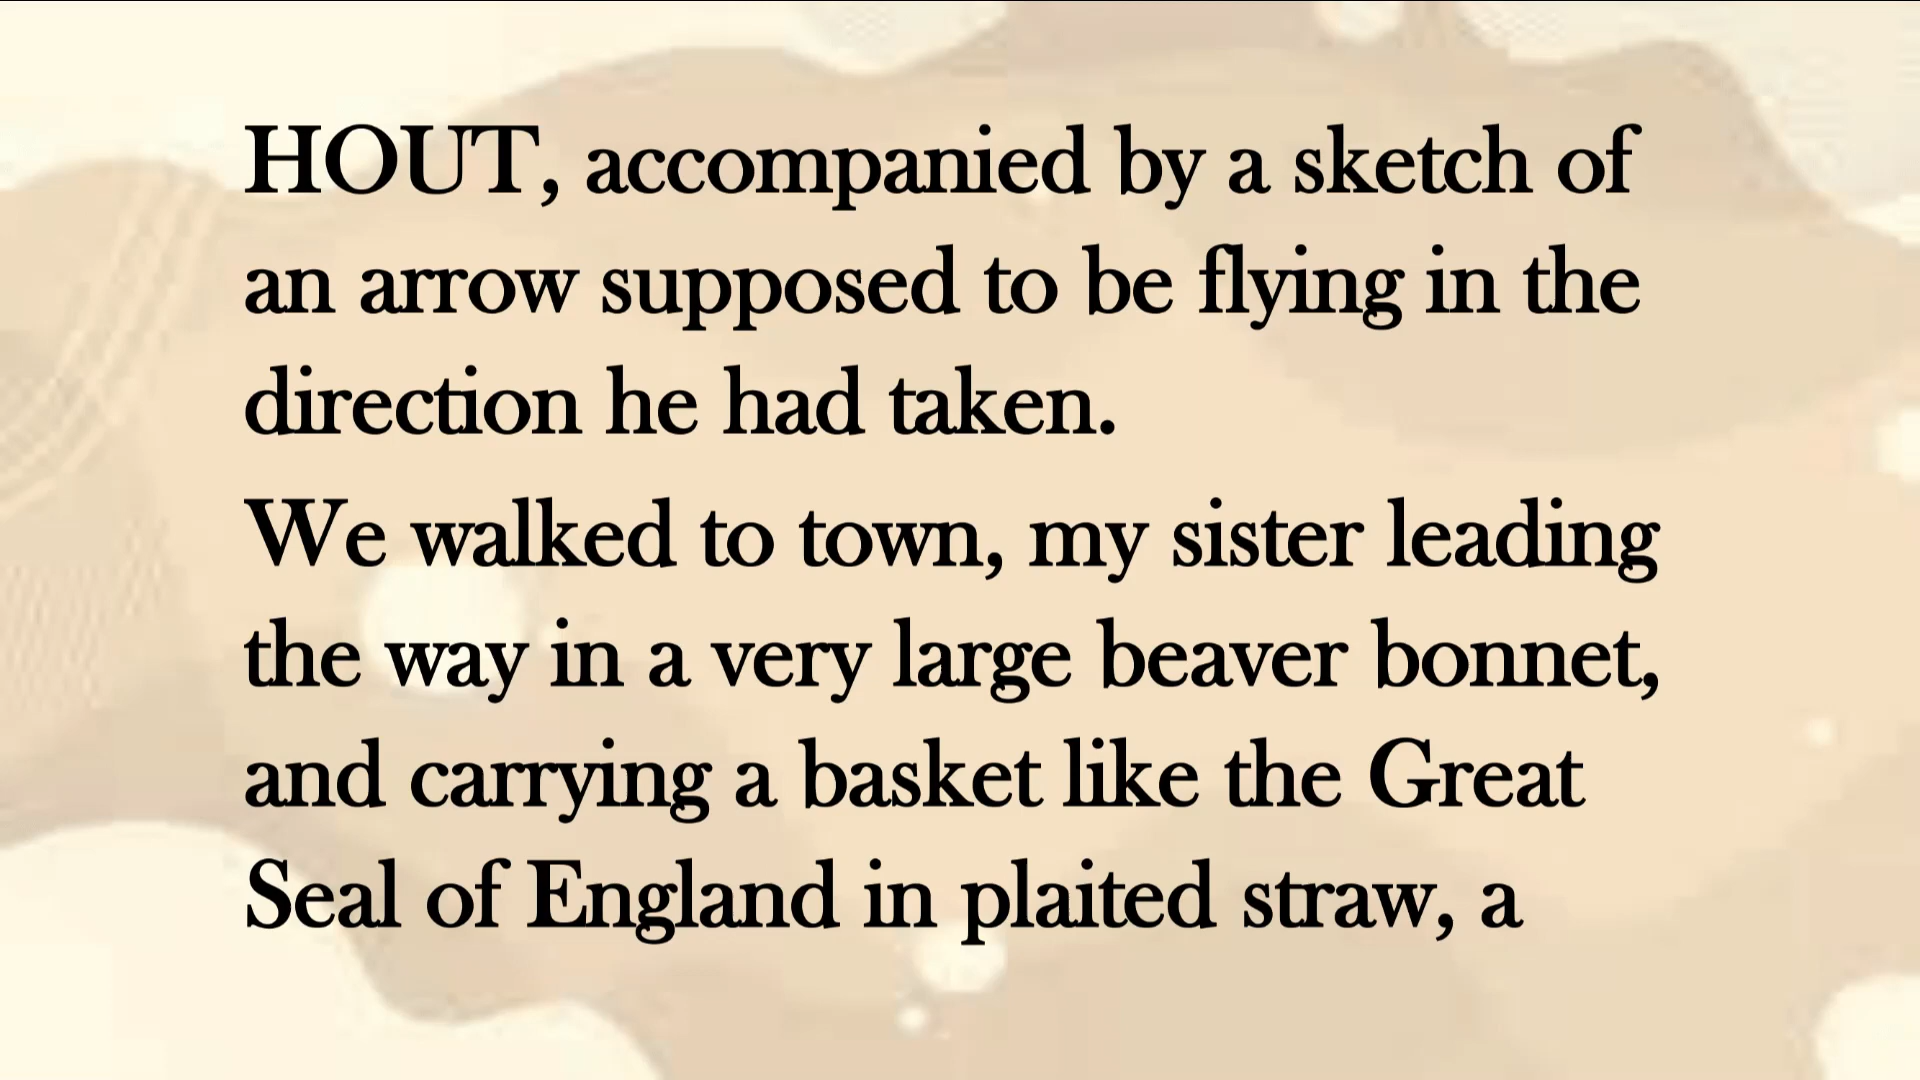 HOUT, accompanied by a sketch of
an arrow supposed to be flying in the
direction he had taken.
We walked to town, my sister leading
the way in a very large beaver bonnet,
and carrying a basket like the Great
Seal of England in plaited straw, a